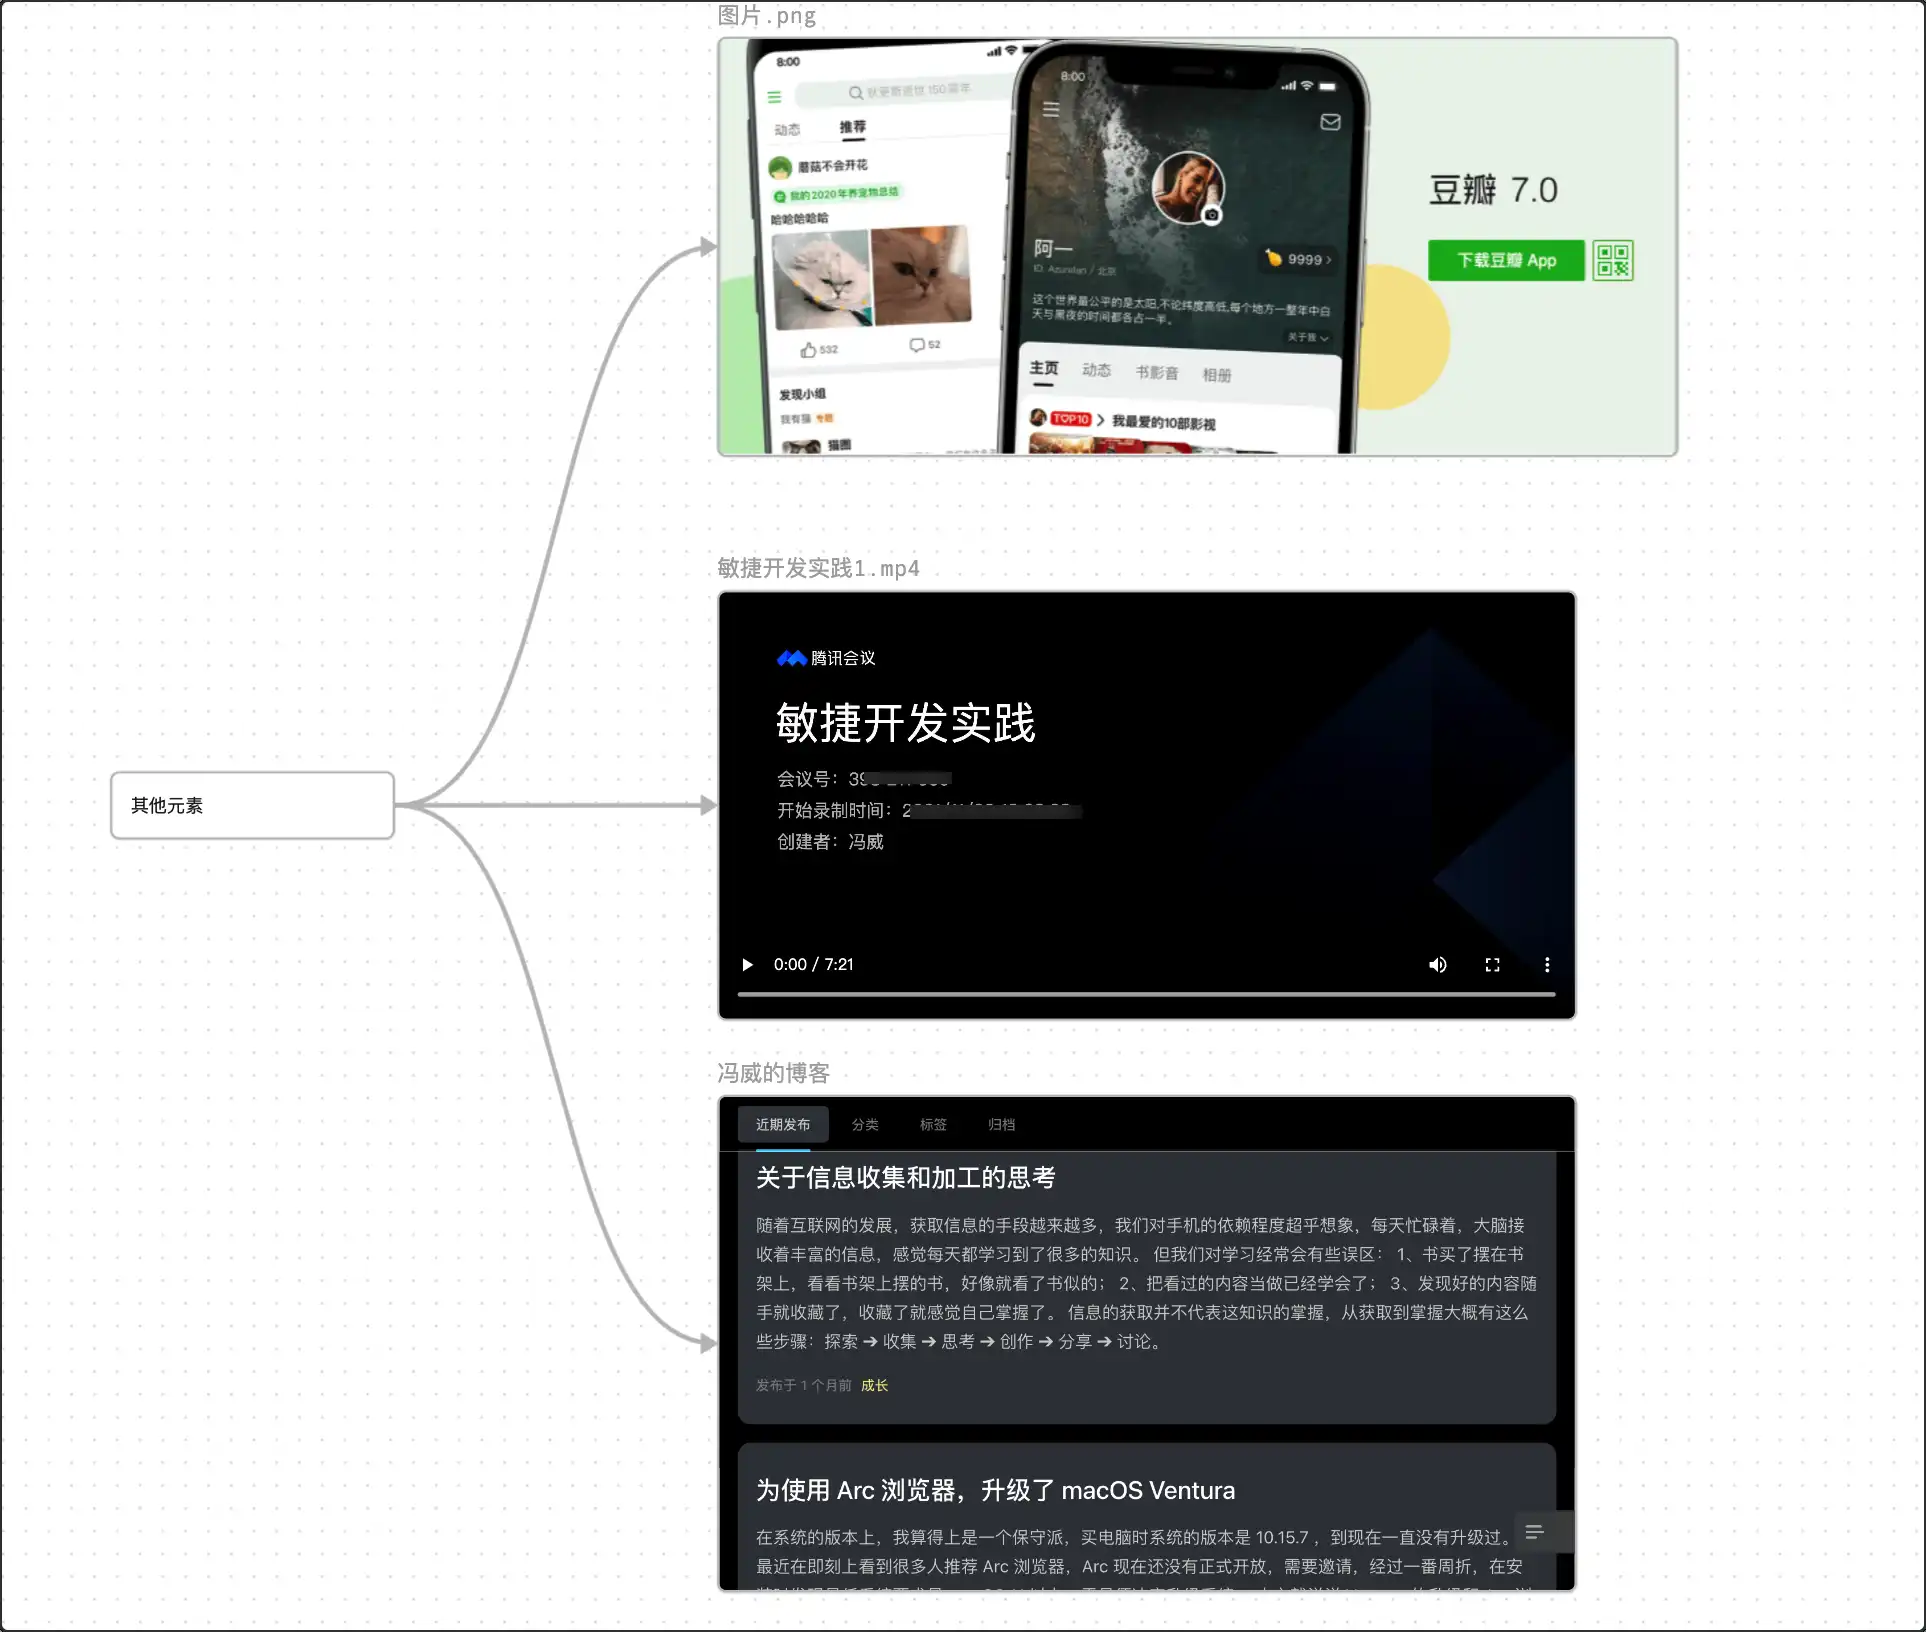 图片.png
8:00
动态
推荐
蘑菇不会开花
我的2020年养宠物总结
哈哈哈哈哈
532
52
发现小组
我有猫 专题
猫圈
8:00
阿一
9999
这个世界最公平的是太阳,不论纬度高低,每个地方一整年中白
天与黑夜的时间都各占一半。
主页 动态 书影音 相册
TOP10 我最爱的10部影视
豆瓣 7.0
下载豆瓣 App
敏捷开发实践1.mp4
腾讯会议
敏捷开发实践
会议号：
开始录制时间：
创建者：冯威
0:00 / 7:21
其他元素
冯威的博客
近期发布 分类 标签 归档
关于信息收集和加工的思考
随着互联网的发展，获取信息的手段越来越多，我们对手机的依赖程度超乎想象，每天忙碌着，大脑接
收着丰富的信息，感觉每天都学习到了很多的知识。 但我们对学习经常会有些误区： 1、书买了摆在书
架上，看看书架上摆的书，好像就看了书似的； 2、把看过的内容当做已经学会了； 3、发现好的内容随
手就收藏了，收藏了就感觉自己掌握了。 信息的获取并不代表这知识的掌握，从获取到掌握大概有这么
些步骤：探索 ➔ 收集 ➔ 思考 ➔ 创作 ➔ 分享 ➔ 讨论。
发布于 1 个月前 成长
为使用 Arc 浏览器，升级了 macOS Ventura
在系统的版本上，我算得上是一个保守派，买电脑时系统的版本是 10.15.7 ，到现在一直没有升级过。
最近在即刻上看到很多人推荐 Arc 浏览器，Arc 现在还没有正式开放，需要邀请，经过一番周折，在安